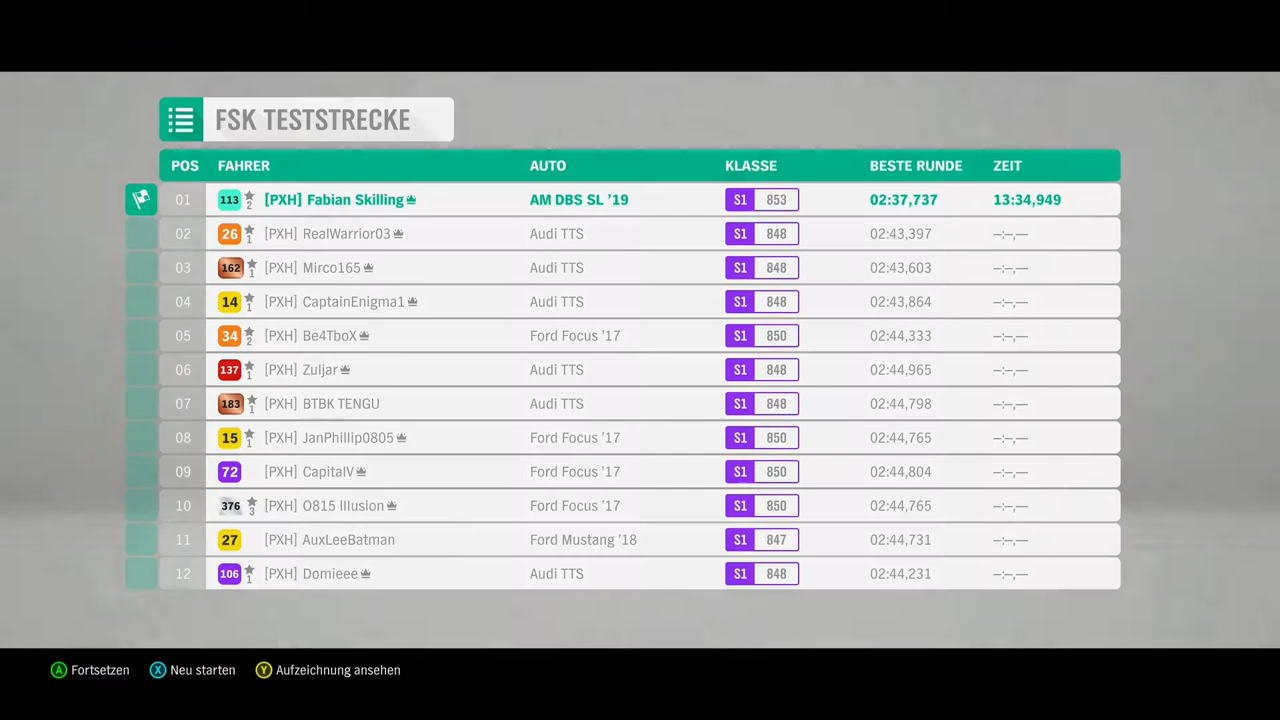 FSK TESTSTRECKE
POS FAHRER AUTO KLASSE BESTE RUNDE ZEIT
01 113 2 [PXH] Fabian Skilling AM DBS SL '19 S1 853 02:37,737 13:34,949
02 26 1 [PXH] RealWarrior03 Audi TTS S1 848 02:43,397 --:--,---
03 162 1 [PXH] Mirco165 Audi TTS S1 848 02:43,603 --:--,---
04 14 1 [PXH] CaptainEnigma1 Audi TTS S1 848 02:43,864 --:--,---
05 34 2 [PXH] Be4TboX Ford Focus '17 S1 850 02:44,333 --:--,---
06 137 1 [PXH] Zuljar Audi TTS S1 848 02:44,965 --:--,---
07 183 1 [PXH] BTBK TENGU Audi TTS S1 848 02:44,798 --:--,---
08 15 1 [PXH] JanPhillip0805 Ford Focus '17 S1 850 02:44,765 --:--,---
09 72 [PXH] CapitalV Ford Focus '17 S1 850 02:44,804 --:--,---
10 376 3 [PXH] O815 Illusion Ford Focus '17 S1 850 02:44,765 --:--,---
11 27 [PXH] AuxLeeBatman Ford Mustang '18 S1 847 02:44,731 --:--,---
12 106 1 [PXH] Domieee Audi TTS S1 848 02:44,231 --:--,---
A Fortsetzen X Neu starten Y Aufzeichnung ansehen